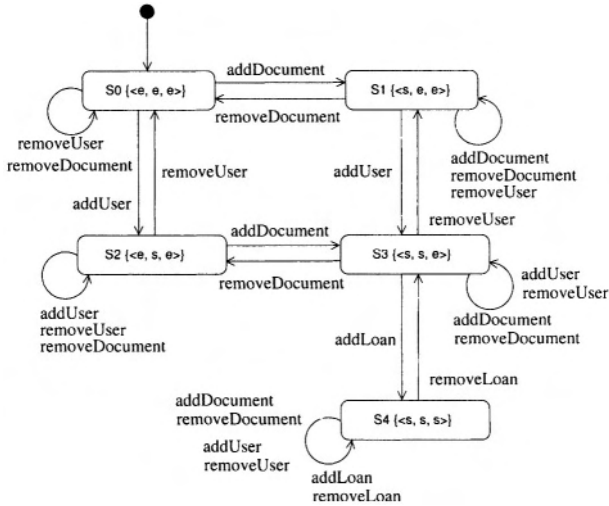 addDocument
S0 {<e, e, e>}
S1 {<s, e, e>}
removeDocument
removeUser
removeDocument
addDocument
removeDocument
removeUser
removeUser
addUser
addUser
removeUser
addDocument
S2 {<e, s, e>}
S3 {<s, s, e>}
removeDocument
addUser
removeUser
addUser
removeUser
removeDocument
addDocument
removeDocument
addLoan
removeLoan
addDocument
removeDocument
S4 {<s, s, s>}
addUser
removeUser
addLoan
removeLoan